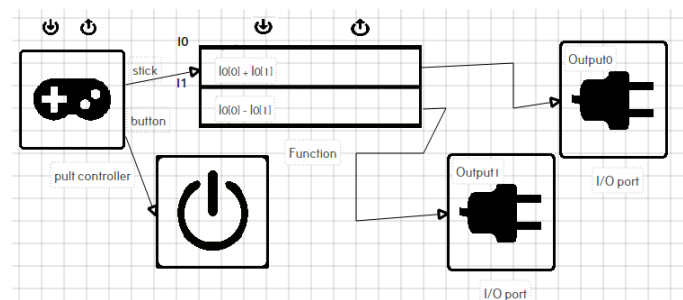 I0
stick
I0[0] + I0[1]
Output0
I1
button
I0[0] - I0[1]
Function
pult controller
Output1
I/O port
I/O port